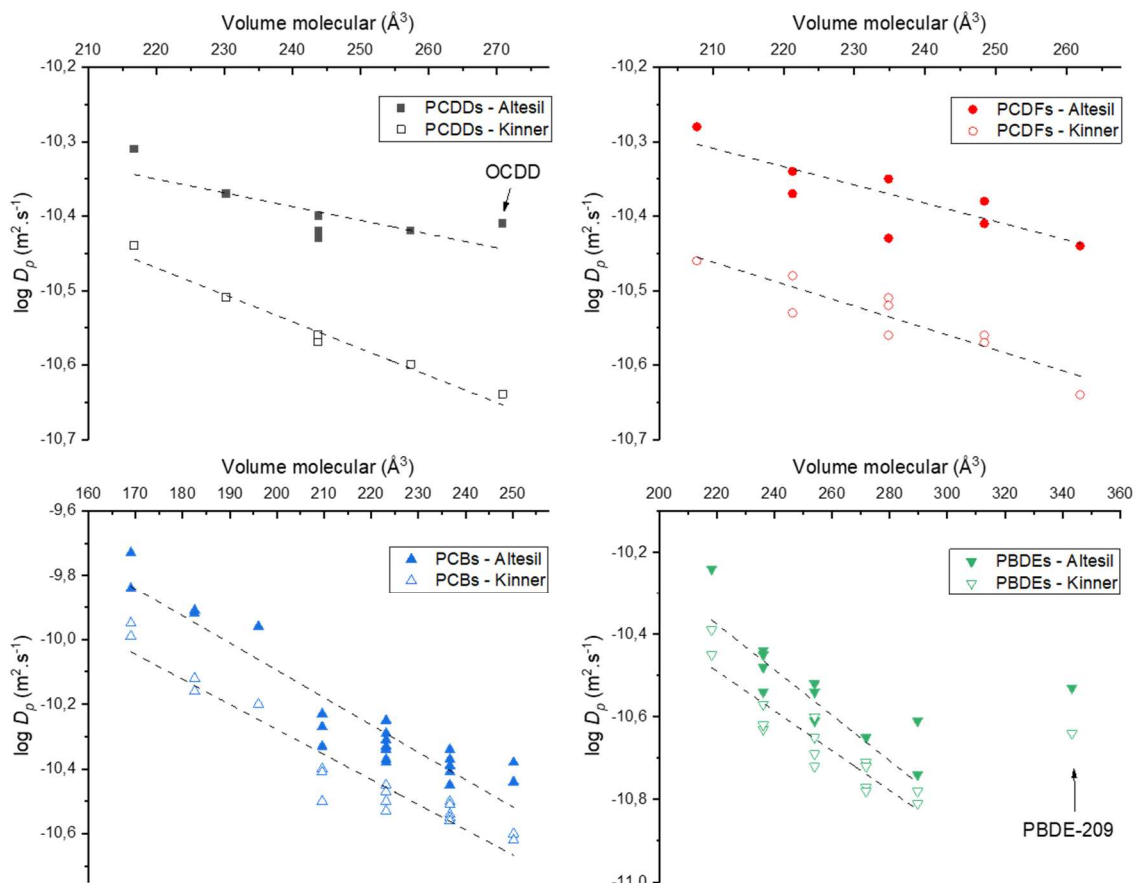 Volume molecular (Å³)
210 220 230 240 250 260 270
-10,2
-10,3
-10,4
-10,5
-10,6
-10,7
log Dₚ (m².s⁻¹)
PCDDs - Altesil
PCDDs - Kinner
OCDD
Volume molecular (Å³)
210 220 230 240 250 260
-10,2
-10,3
-10,4
-10,5
-10,6
-10,7
log Dₚ (m².s⁻¹)
PCDFs - Altesil
PCDFs - Kinner
Volume molecular (Å³)
160 170 180 190 200 210 220 230 240 250
-9,6
-9,8
-10,0
-10,2
-10,4
-10,6
log Dₚ (m².s⁻¹)
PCBs - Altesil
PCBs - Kinner
Volume molecular (Å³)
200 220 240 260 280 300 320 340 360
-10,2
-10,4
-10,6
-10,8
-11,0
log Dₚ (m².s⁻¹)
PBDEs - Altesil
PBDEs - Kinner
PBDE-209